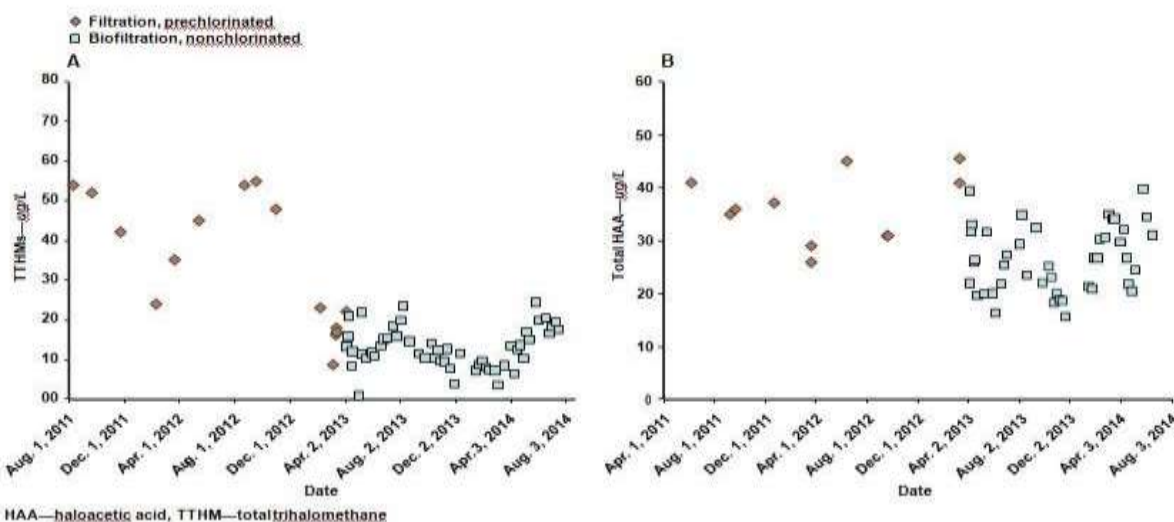 Filtration, prechlorinated
Biofiltration, nonchlorinated
A
80
70
60
50
40
30
20
10
00
TTHMs—ug/L
Aug. 1, 2011
Dec. 1, 2011
Apr. 1, 2012
Aug. 1, 2012
Dec. 1, 2012
Apr. 2, 2013
Aug. 2, 2013
Dec. 2, 2013
Apr. 3, 2014
Aug. 3, 2014
Date
B
60
50
40
30
20
10
0
Total HAA—ug/L
Apr. 1, 2011
Aug. 1, 2011
Dec. 1, 2011
Apr. 1, 2012
Aug. 1, 2012
Dec. 1, 2012
Apr. 2, 2013
Aug. 2, 2013
Dec. 2, 2013
Apr. 3, 2014
Aug. 3, 2014
Date
HAA—haloacetic acid, TTHM—totaltrihalomethane